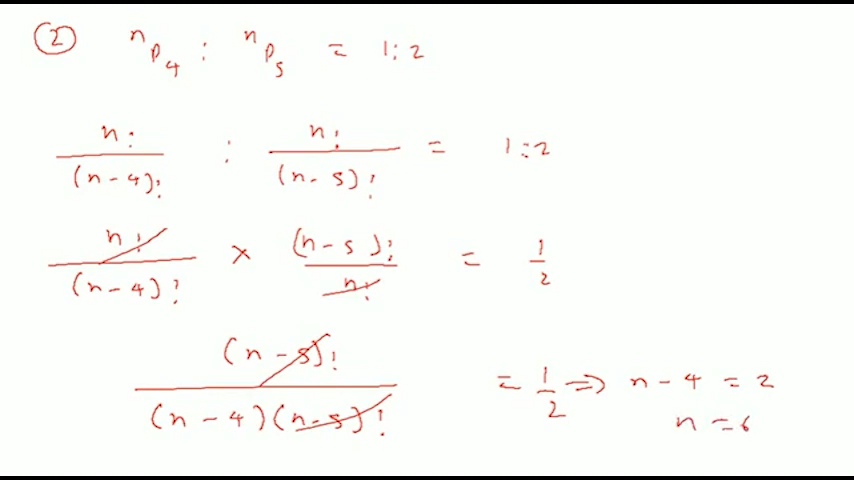 ② ⁿP₄ : ⁿP₅ = 1:2
n!/(n-4)! : n!/(n-5)! = 1:2
n!/(n-4)! × (n-5)!/n! = 1/2
(n-5)!/(n-4)(n-5)! = 1/2 ⇒ n-4 = 2
n = 6